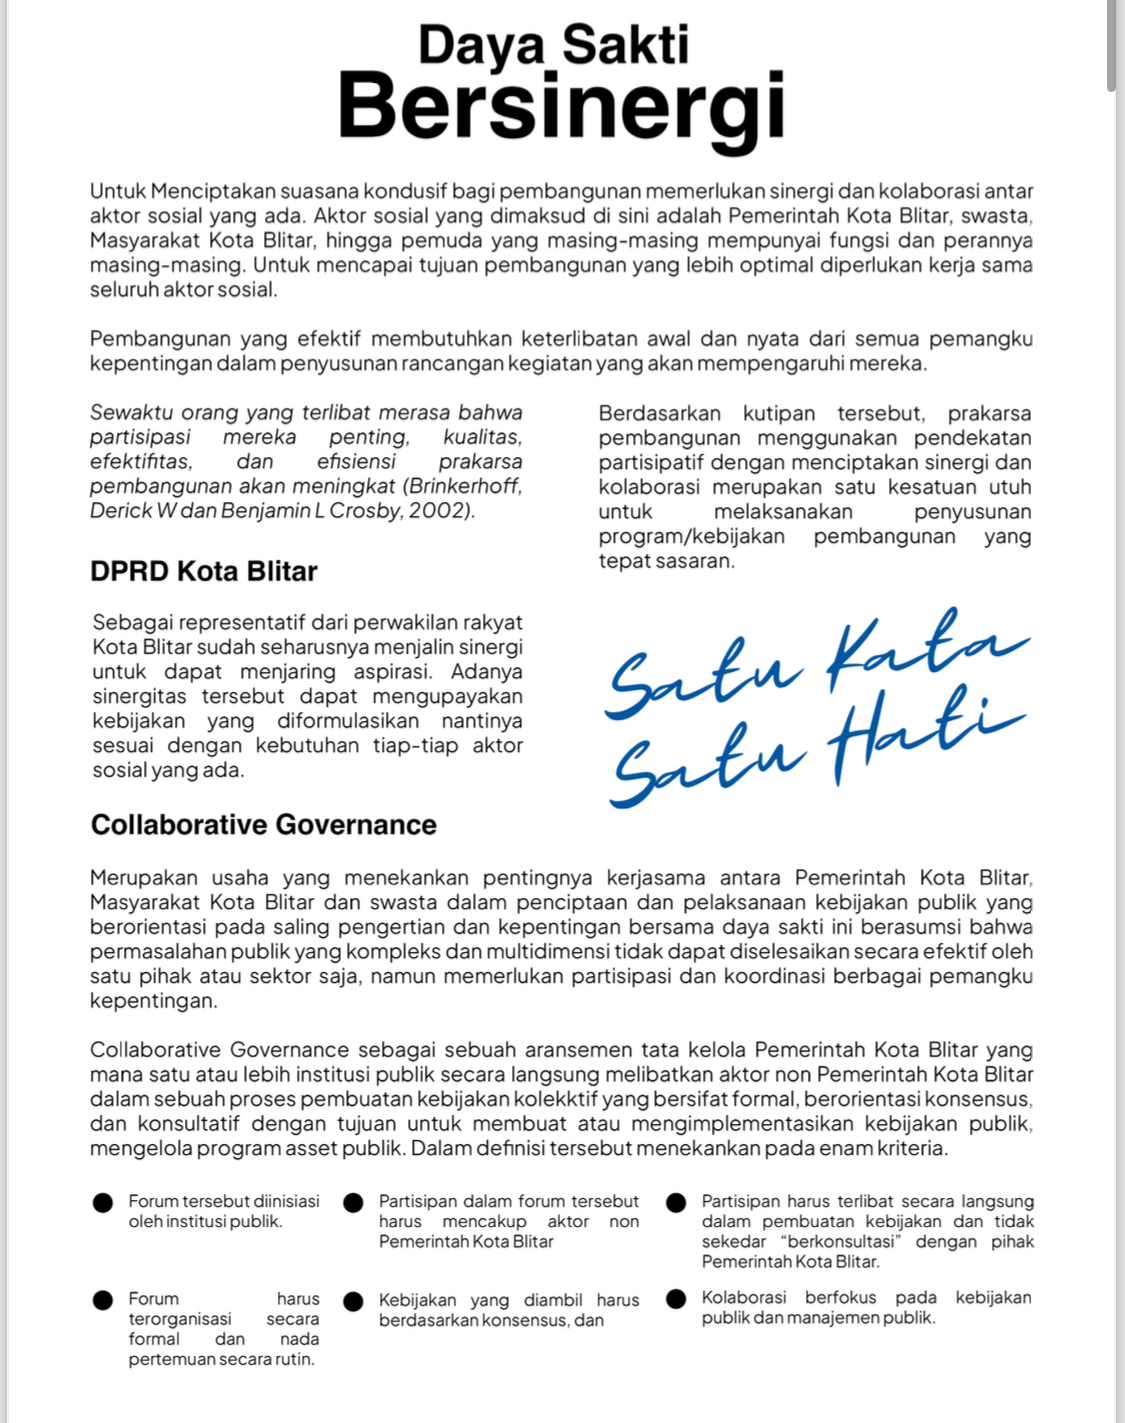 Daya Sakti
Bersinergi
Untuk Menciptakan suasana kondusif bagi pembangunan memerlukan sinergi dan kolaborasi antar
aktor sosial yang ada. Aktor sosial yang dimaksud di sini adalah Pemerintah Kota Blitar, swasta,
Masyarakat Kota Blitar, hingga pemuda yang masing-masing mempunyai fungsi dan perannya
masing-masing. Untuk mencapai tujuan pembangunan yang lebih optimal diperlukan kerja sama
seluruh aktor sosial.
Pembangunan yang efektif membutuhkan keterlibatan awal dan nyata dari semua pemangku
kepentingan dalam penyusunan rancangan kegiatan yang akan mempengaruhi mereka.
Sewaktu orang yang terlibat merasa bahwa
partisipasi mereka penting, kualitas,
efektifitas, dan efisiensi prakarsa
pembangunan akan meningkat (Brinkerhoff,
Derick W dan Benjamin L Crosby, 2002).
Berdasarkan kutipan tersebut, prakarsa
pembangunan menggunakan pendekatan
partisipatif dengan menciptakan sinergi dan
kolaborasi merupakan satu kesatuan utuh
untuk melaksanakan penyusunan
program/kebijakan pembangunan yang
tepat sasaran.
DPRD Kota Blitar
Sebagai representatif dari perwakilan rakyat
Kota Blitar sudah seharusnya menjalin sinergi
untuk dapat menjaring aspirasi. Adanya
sinergitas tersebut dapat mengupayakan
kebijakan yang diformulasikan nantinya
sesuai dengan kebutuhan tiap-tiap aktor
sosial yang ada.
Satu Kata
Satu Hati
Collaborative Governance
Merupakan usaha yang menekankan pentingnya kerjasama antara Pemerintah Kota Blitar,
Masyarakat Kota Blitar dan swasta dalam penciptaan dan pelaksanaan kebijakan publik yang
berorientasi pada saling pengertian dan kepentingan bersama daya sakti ini berasumsi bahwa
permasalahan publik yang kompleks dan multidimensi tidak dapat diselesaikan secara efektif oleh
satu pihak atau sektor saja, namun memerlukan partisipasi dan koordinasi berbagai pemangku
kepentingan.
Collaborative Governance sebagai sebuah aransemen tata kelola Pemerintah Kota Blitar yang
mana satu atau lebih institusi publik secara langsung melibatkan aktor non Pemerintah Kota Blitar
dalam sebuah proses pembuatan kebijakan kolekktif yang bersifat formal, berorientasi konsensus,
dan konsultatif dengan tujuan untuk membuat atau mengimplementasikan kebijakan publik,
mengelola program asset publik. Dalam definisi tersebut menekankan pada enam kriteria.
Forum tersebut diinisiasi
oleh institusi publik.
Partisipan dalam forum tersebut
harus mencakup aktor non
Pemerintah Kota Blitar
Partisipan harus terlibat secara langsung
dalam pembuatan kebijakan dan tidak
sekedar “berkonsultasi” dengan pihak
Pemerintah Kota Blitar.
Forum harus
terorganisasi secara
formal dan nada
pertemuan secara rutin.
Kebijakan yang diambil harus
berdasarkan konsensus, dan
Kolaborasi berfokus pada kebijakan
publik dan manajemen publik.